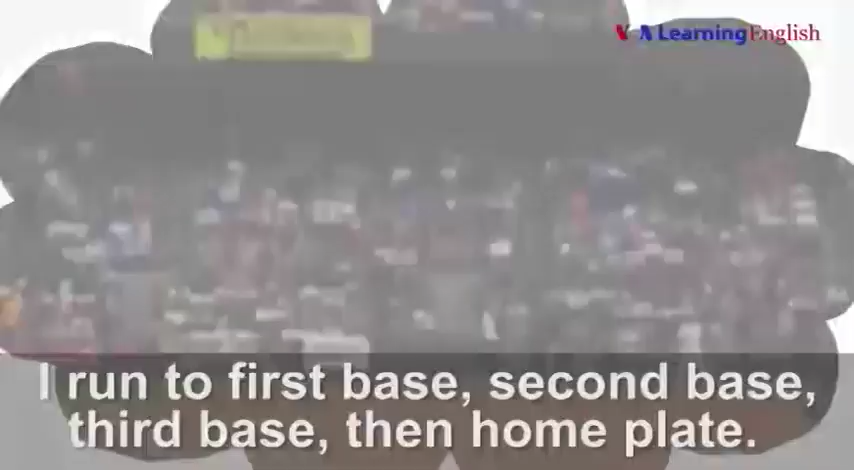 VOA Learning English
I run to first base, second base,
third base, then home plate.